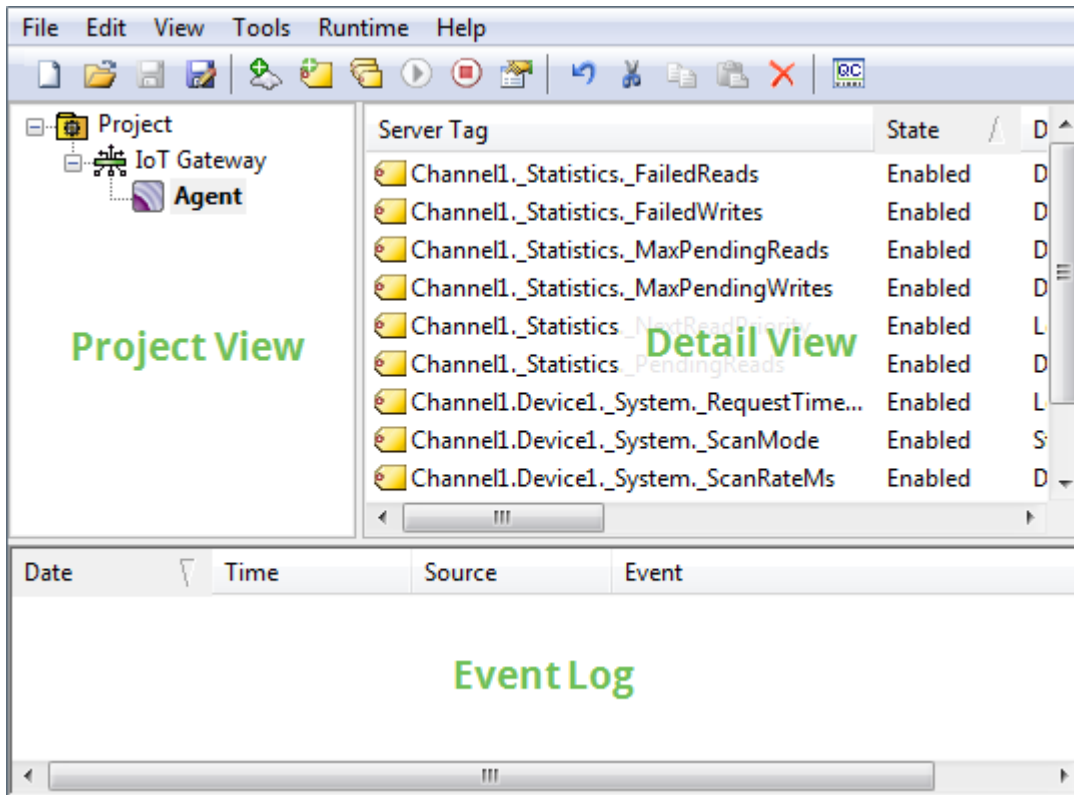 File Edit View Tools Runtime Help
QC
Project
IoT Gateway
Agent
Project View
Server Tag State D
Channel1._Statistics._FailedReads Enabled D
Channel1._Statistics._FailedWrites Enabled D
Channel1._Statistics._MaxPendingReads Enabled D
Channel1._Statistics._MaxPendingWrites Enabled D
Channel1._Statistics._NextReadPriority Enabled L
Channel1._Statistics._PendingReads Enabled D
Channel1.Device1._System._RequestTime... Enabled L
Channel1.Device1._System._ScanMode Enabled S
Channel1.Device1._System._ScanRateMs Enabled D
Detail View
Date Time Source Event
Event Log